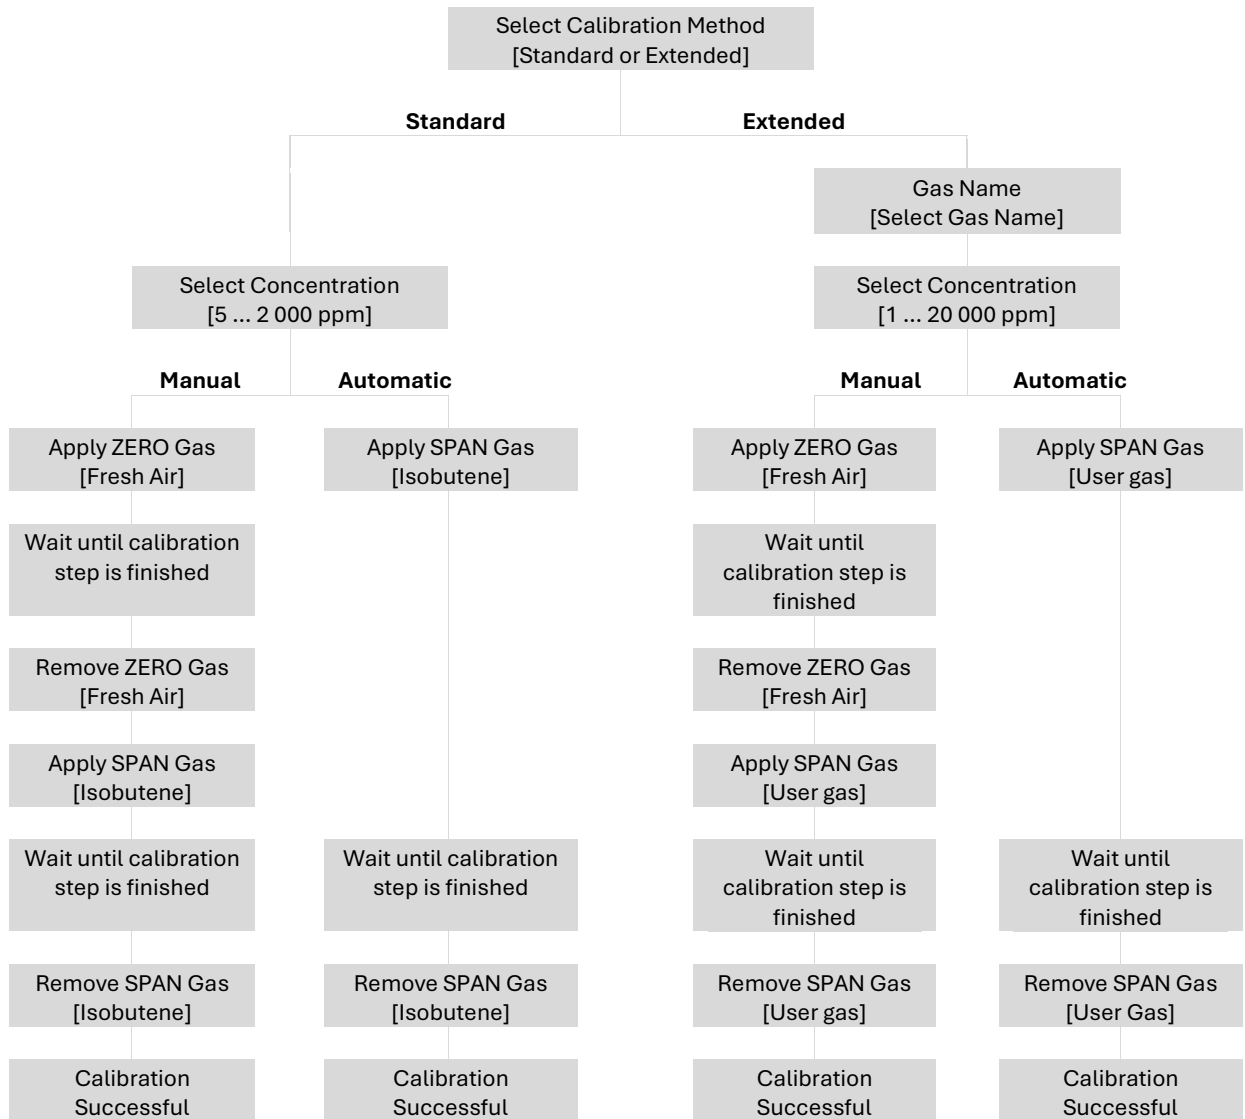 Select Calibration Method
[Standard or Extended]
Standard
Extended
Gas Name
[Select Gas Name]
Select Concentration
[5 ... 2 000 ppm]
Select Concentration
[1 ... 20 000 ppm]
Manual
Automatic
Manual
Automatic
Apply ZERO Gas
[Fresh Air]
Apply SPAN Gas
[Isobutene]
Apply ZERO Gas
[Fresh Air]
Apply SPAN Gas
[User gas]
Wait until calibration
step is finished
Wait until
calibration step is
finished
Remove ZERO Gas
[Fresh Air]
Remove ZERO Gas
[Fresh Air]
Apply SPAN Gas
[Isobutene]
Apply SPAN Gas
[User gas]
Wait until calibration
step is finished
Wait until calibration
step is finished
Wait until
calibration step is
finished
Wait until
calibration step is
finished
Remove SPAN Gas
[Isobutene]
Remove SPAN Gas
[Isobutene]
Remove SPAN Gas
[User gas]
Remove SPAN Gas
[User Gas]
Calibration
Successful
Calibration
Successful
Calibration
Successful
Calibration
Successful